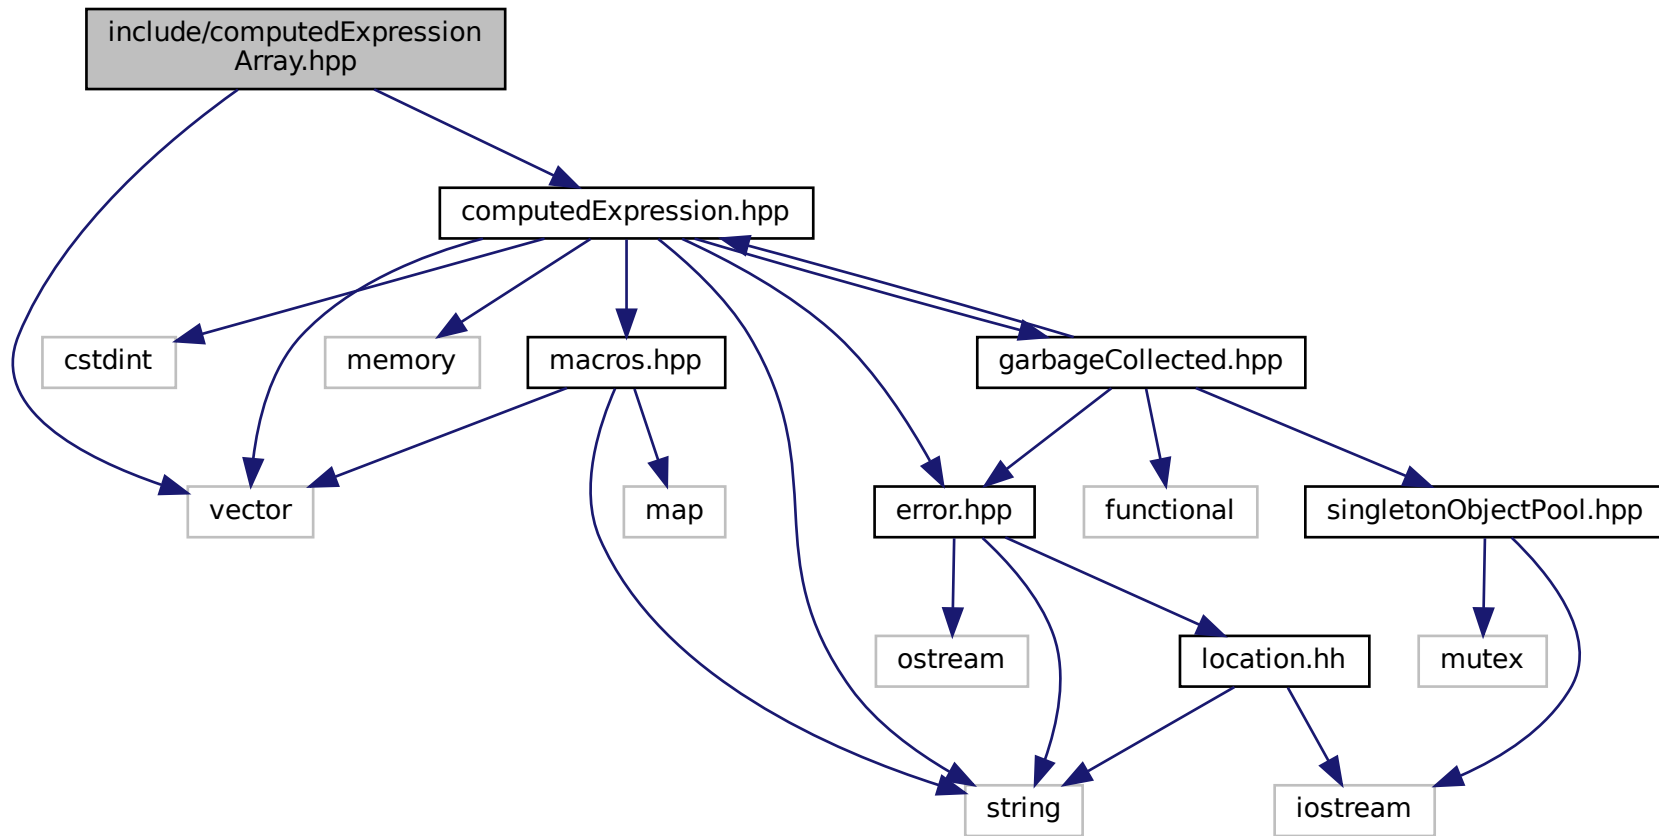 include/computedExpression
Array.hpp
computedExpression.hpp
cstdint
memory
macros.hpp
garbageCollected.hpp
vector
map
error.hpp
functional
singletonObjectPool.hpp
ostream
location.hh
mutex
string
iostream